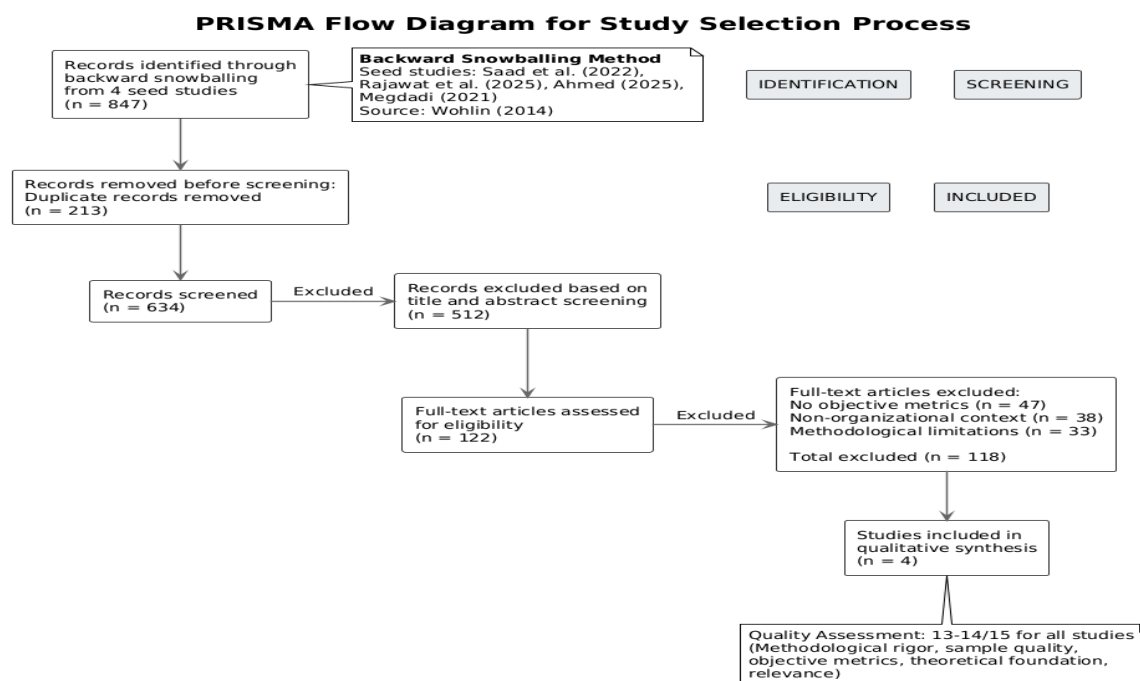 PRISMA Flow Diagram for Study Selection Process
Records identified through
backward snowballing
from 4 seed studies
(n = 847)
Backward Snowballing Method
Seed studies: Saad et al. (2022),
Rajawat et al. (2025), Ahmed (2025),
Megdadi (2021)
Source: Wohlin (2014)
IDENTIFICATION
SCREENING
Records removed before screening:
Duplicate records removed
(n = 213)
ELIGIBILITY
INCLUDED
Records screened
(n = 634)
Excluded
Records excluded based on
title and abstract screening
(n = 512)
Full-text articles assessed
for eligibility
(n = 122)
Excluded
Full-text articles excluded:
No objective metrics (n = 47)
Non-organizational context (n = 38)
Methodological limitations (n = 33)
Total excluded (n = 118)
Studies included in
qualitative synthesis
(n = 4)
Quality Assessment: 13-14/15 for all studies
(Methodological rigor, sample quality,
objective metrics, theoretical foundation,
relevance)